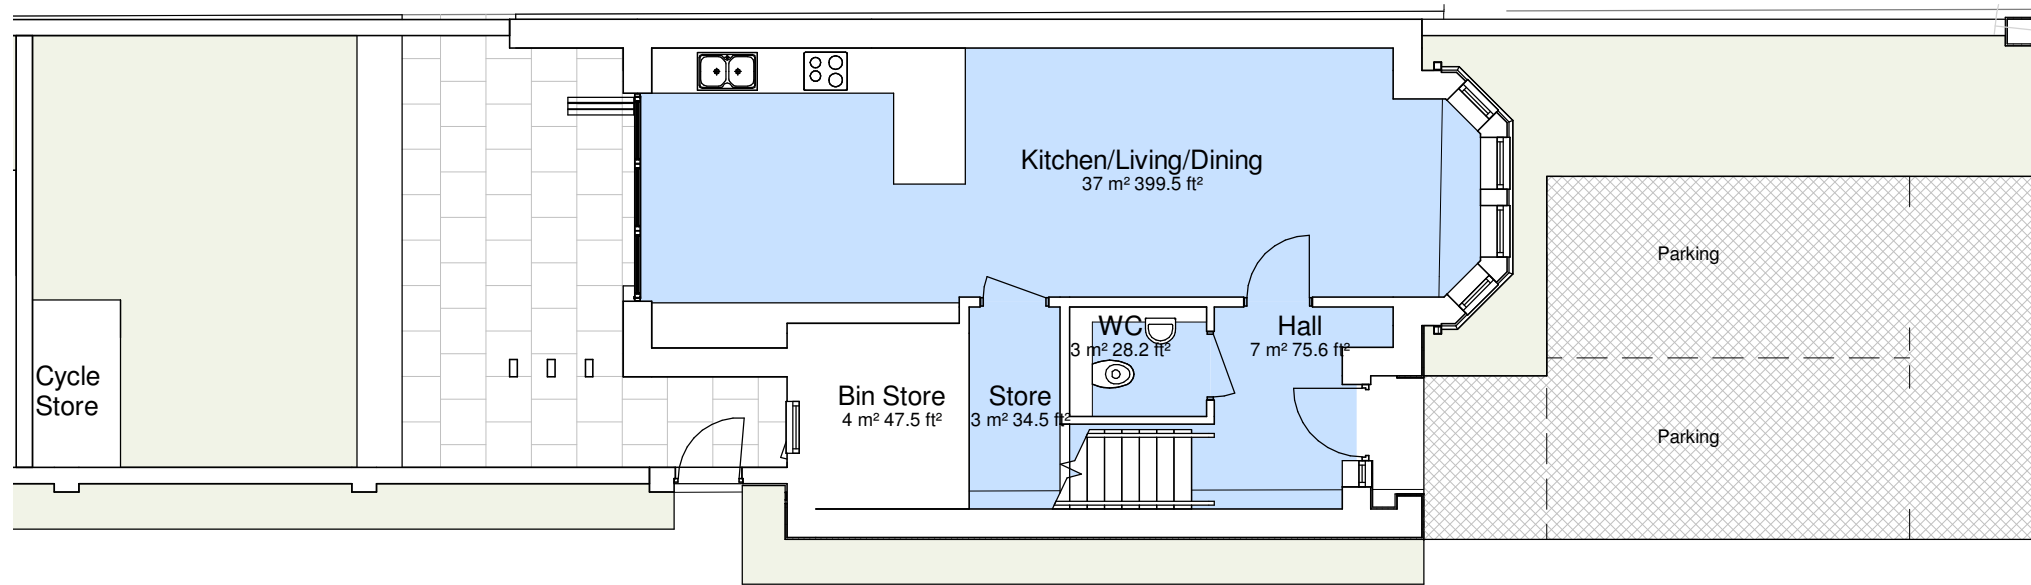 Kitchen/Living/Dining
37 m² 399.5 ft²
Parking
WC
3 m² 28.2 ft²
Hall
7 m² 75.6 ft²
Cycle
Store
Bin Store
4 m² 47.5 ft²
Store
3 m² 34.5 ft²
Parking